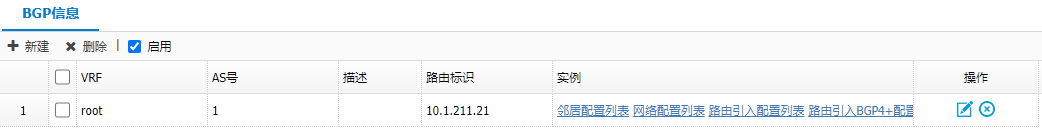 BGP信息
新建 删除 启用
VRF AS号 描述 路由标识 实例 操作
1 root 1 10.1.211.21 邻居配置列表 网络配置列表 路由引入配置列表 路由引入BGP4+配置